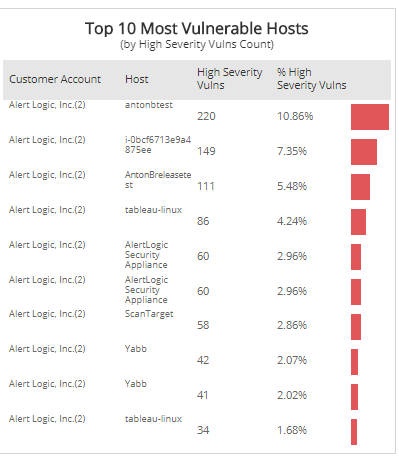 Top 10 Most Vulnerable Hosts
(by High Severity Vulns Count)
Customer Account Host High Severity Vulns % High Severity Vulns
Alert Logic, Inc.(2) antonbtest 220 10.86%
Alert Logic, Inc.(2) i-0bcf6713e9a4875ee 149 7.35%
Alert Logic, Inc.(2) AntonBreleasetest 111 5.48%
Alert Logic, Inc.(2) tableau-linux 86 4.24%
Alert Logic, Inc.(2) AlertLogic Security Appliance 60 2.96%
Alert Logic, Inc.(2) AlertLogic Security Appliance 60 2.96%
Alert Logic, Inc.(2) ScanTarget 58 2.86%
Alert Logic, Inc.(2) Yabb 42 2.07%
Alert Logic, Inc.(2) Yabb 41 2.02%
Alert Logic, Inc.(2) tableau-linux 34 1.68%